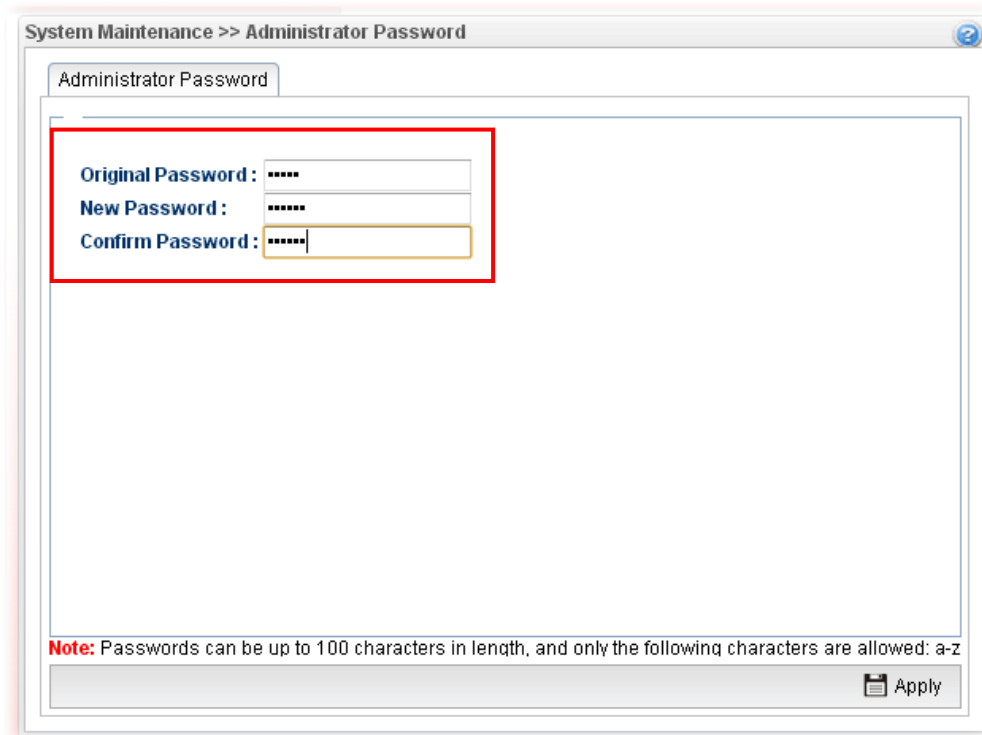 System Maintenance >> Administrator Password
Administrator Password
Original Password : •••••
New Password : ••••••
Confirm Password : ••••••
Note: Passwords can be up to 100 characters in length, and only the following characters are allowed: a-z
Apply